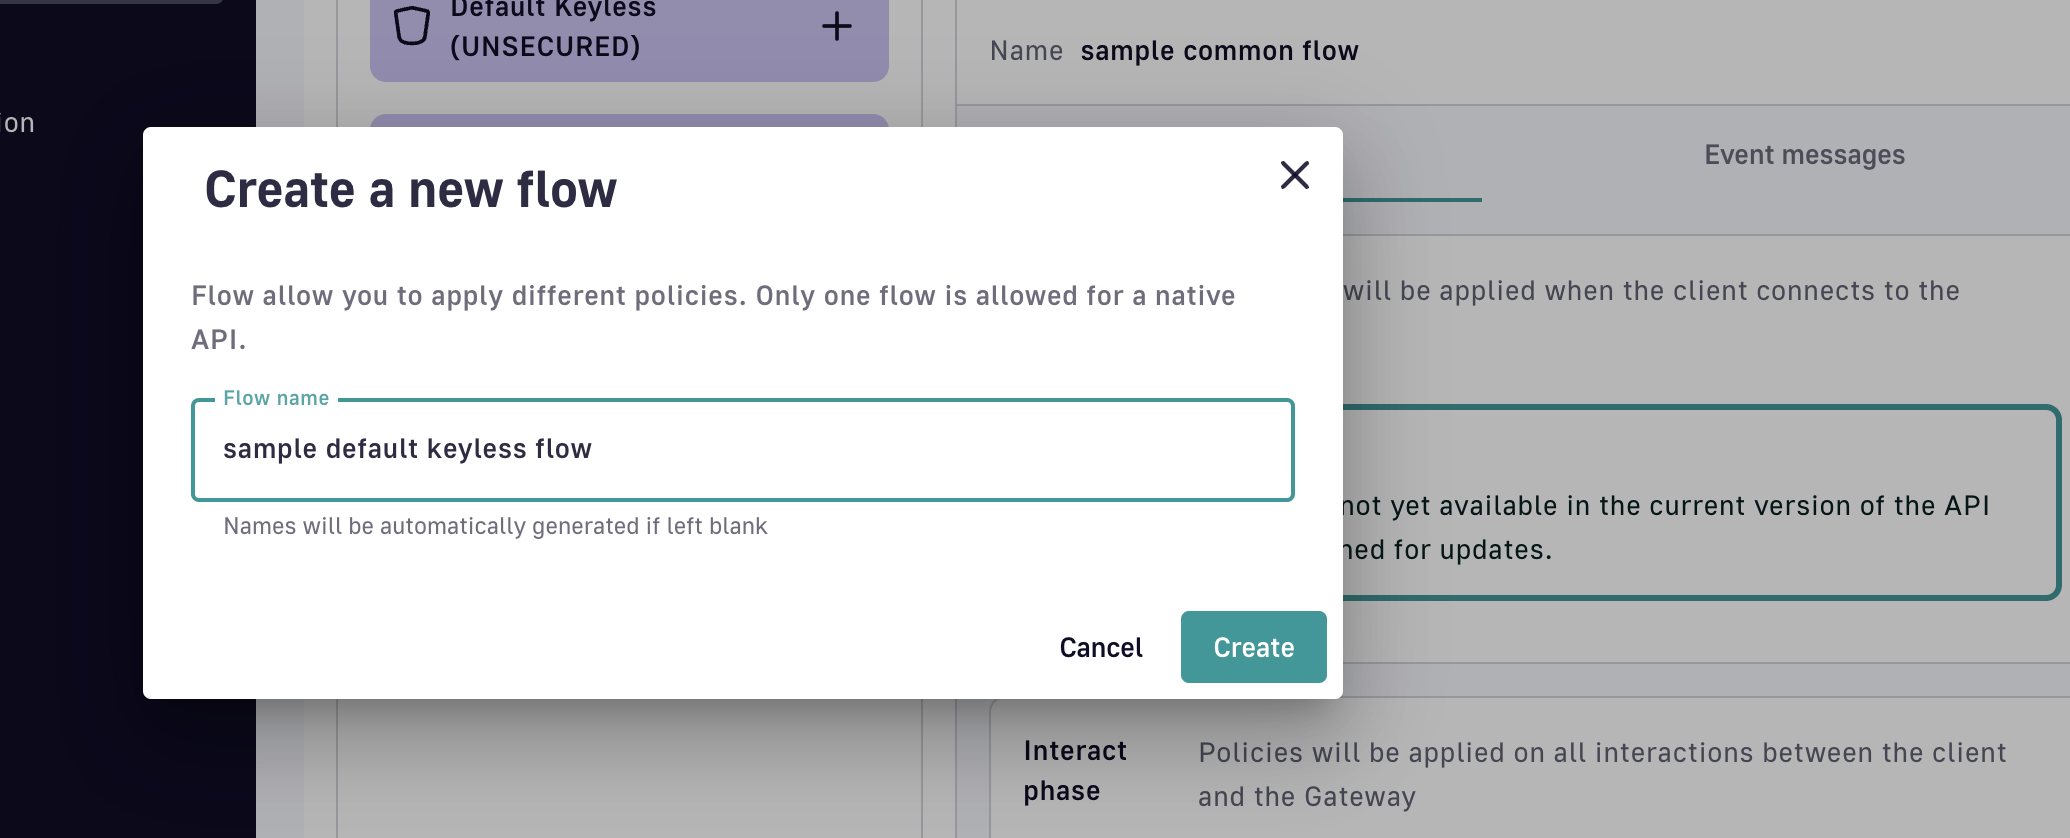 Default Keyless
(UNSECURED)
Name sample common flow
Event messages
Create a new flow
will be applied when the client connects to the
Flow allow you to apply different policies. Only one flow is allowed for a native
API.
Flow name
sample default keyless flow
Names will be automatically generated if left blank
not yet available in the current version of the API
for updates.
Cancel
Create
Interact
phase
Policies will be applied on all interactions between the client
and the Gateway